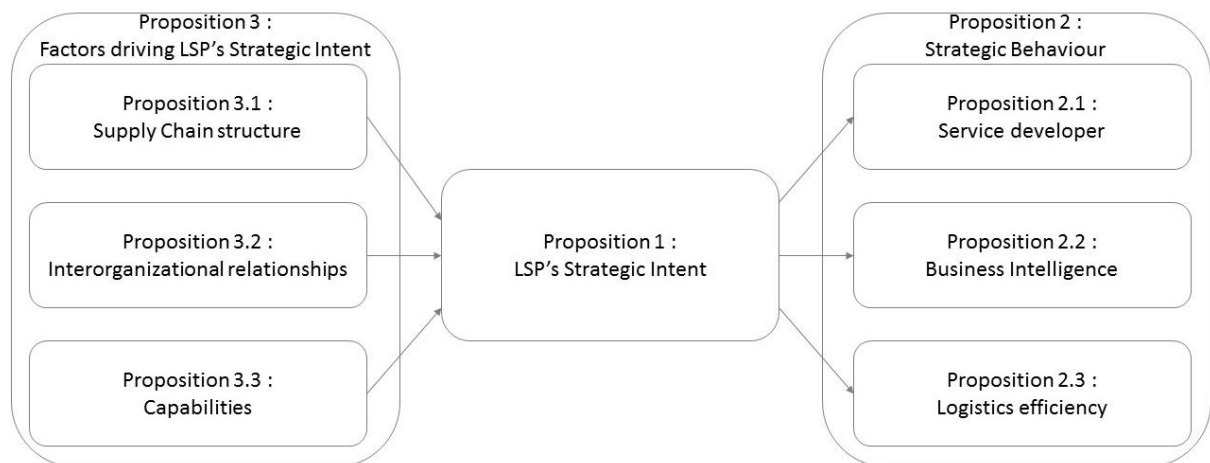 Proposition 3 :
Factors driving LSP's Strategic Intent
Proposition 3.1 :
Supply Chain structure
Proposition 3.2 :
Interorganizational relationships
Proposition 3.3 :
Capabilities
Proposition 1 :
LSP's Strategic Intent
Proposition 2 :
Strategic Behaviour
Proposition 2.1 :
Service developer
Proposition 2.2 :
Business Intelligence
Proposition 2.3 :
Logistics efficiency